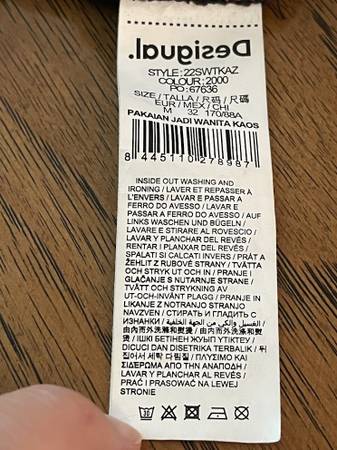 Desigual.
STYLE:22SWTKAZ
COLOUR:2000
PO:67636
SIZE / TALLA / 尺码 / 尺碼
EUR / MEX / CHI
M 32 170/88A
PAKAIAN JADI WANITA KAOS
8 445110 278987
INSIDE OUT WASHING AND
IRONING / LAVER ET REPASSER À
L'ENVERS / LAVAR E PASSAR A
FERRO DO AVESSO / LAVAR E
PASSAR A FERRO DO AVESSO / AUF
LINKS WASCHEN UND BÜGELN /
LAVARE E STIRARE AL ROVESCIO /
LAVAR Y PLANCHAR DEL REVÉS /
RENTAR I PLANXAR DEL REVÉS /
SPALATI SI CALCATI INVERS / PRÁT A
ŽEHLIT Z RUBOVÉ STRANY / TVÄTTA
OCH STRYK UT OCH IN / PRANJE I
GLAČANJE S NUTARNJE STRANE /
TVÄTT OCH STRYKNING AV
UT-OCH-INVÄNT PLAGG / PRANJE IN
LIKANJE Z NOTRANJO STRANJO
NAVZVEN / СТИРАТЬ И ГЛАДИТЬ С
ИЗНАНКИ / الغسيل والكي من الجهة الخلفية /
由内而外洗涤和熨烫 / 由內而外洗滌和熨
燙 / ІШКІ БЕТІНЕН ЖУЫП ҮТІКТЕУ /
DICUCI DAN DISETRIKA TERBALIK / 뒤
집어서 세탁 다림질 / ΠΛΥΣΙΜΟ ΚΑΙ
ΣΙΔΕΡΩΜΑ ΑΠΟ ΤΗΝ ΑΝΑΠΟΔΗ /
LAVAR Y PLANCHAR AL REVÉS /
PRAĆ I PRASOWAĆ NA LEWEJ
STRONIE